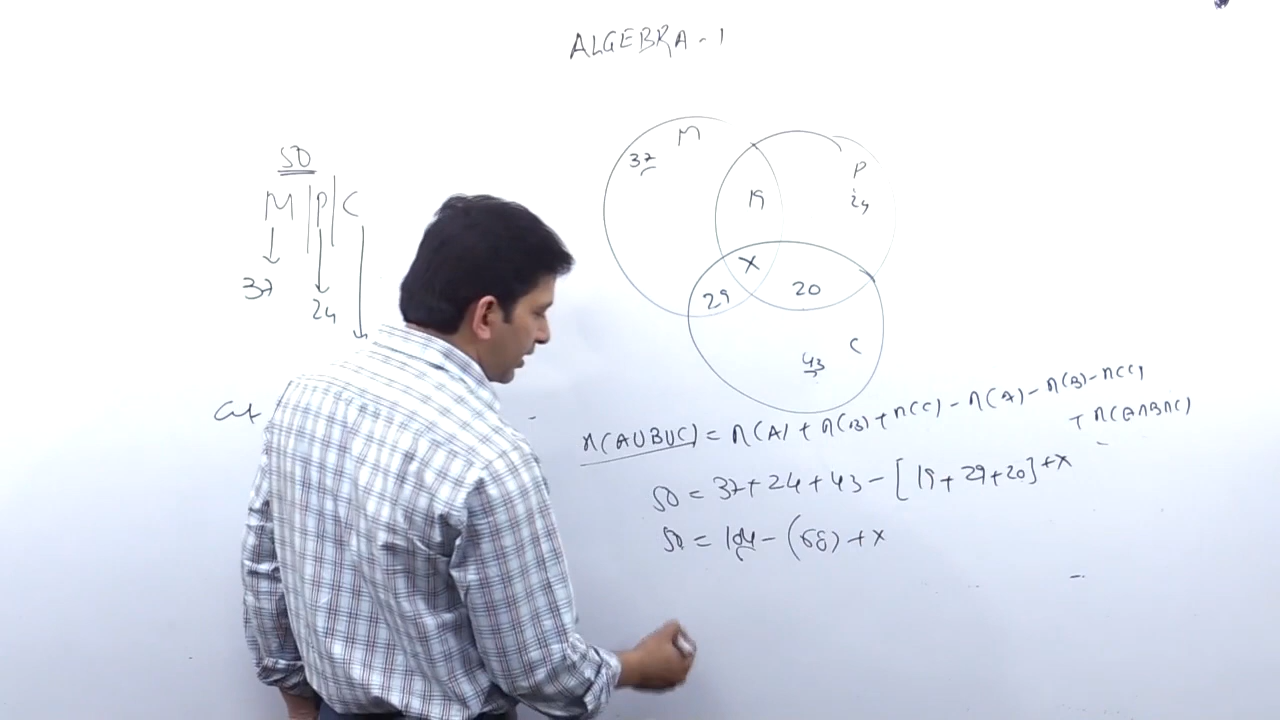 ALGEBRA - 1
50
M | P | C
37
24
M
37
P
24
19
X
29
20
C
43
n(AUBUC) = n(A) + n(B) + n(C) - n(A) - n(B) - n(C)
+ n(A∩B∩C)
50 = 37 + 24 + 43 - [19 + 29 + 20] + X
50 = 104 - (68) + X